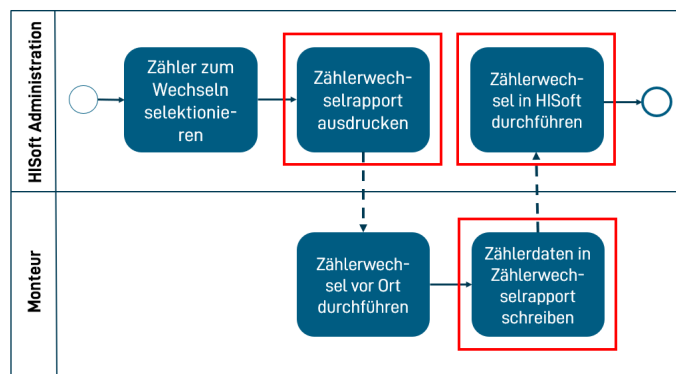 HISoft Administration
Zähler zum
Wechseln
selektionie-
ren
Zählerwech-
selrapport
ausdrucken
Zählerwech-
sel in HISoft
durchführen
Monteur
Zählerwech-
sel vor Ort
durchführen
Zählerdaten in
Zählerwech-
selrapport
schreiben